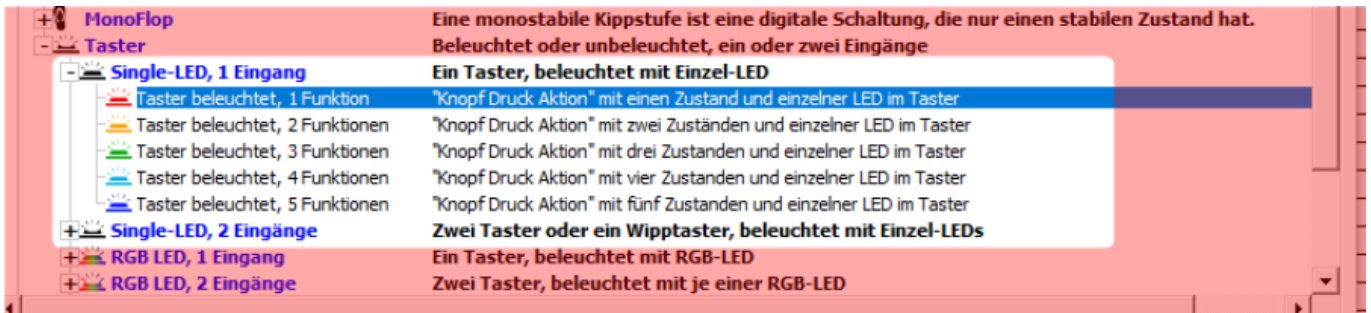 MonoFlop Eine monostabile Kippstufe ist eine digitale Schaltung, die nur einen stabilen Zustand hat.
Taster Beleuchtet oder unbeleuchtet, ein oder zwei Eingänge
Single-LED, 1 Eingang Ein Taster, beleuchtet mit Einzel-LED
Taster beleuchtet, 1 Funktion "Knopf Druck Aktion" mit einen Zustand und einzelner LED im Taster
Taster beleuchtet, 2 Funktionen "Knopf Druck Aktion" mit zwei Zuständen und einzelner LED im Taster
Taster beleuchtet, 3 Funktionen "Knopf Druck Aktion" mit drei Zustanden und einzelner LED im Taster
Taster beleuchtet, 4 Funktionen "Knopf Druck Aktion" mit vier Zustanden und einzelner LED im Taster
Taster beleuchtet, 5 Funktionen "Knopf Druck Aktion" mit fünf Zustanden und einzelner LED im Taster
Single-LED, 2 Eingänge Zwei Taster oder ein Wipptaster, beleuchtet mit Einzel-LEDs
RGB LED, 1 Eingang Ein Taster, beleuchtet mit RGB-LED
RGB LED, 2 Eingänge Zwei Taster, beleuchtet mit je einer RGB-LED